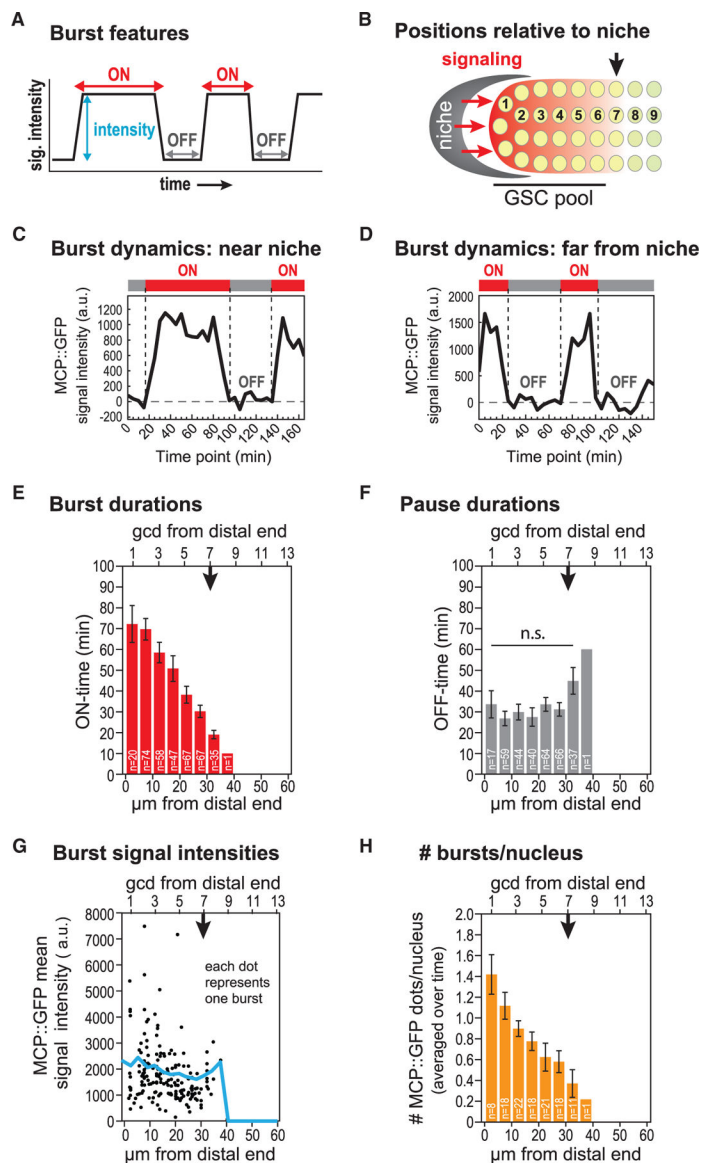 A
Burst features
ON
ON
sig. intensity
intensity
OFF
OFF
time
B
Positions relative to niche
signaling
niche
1
2 3 4 5 6 7 8 9
GSC pool
C
Burst dynamics: near niche
ON
ON
MCP::GFP
signal intensity (a.u.)
1200
1000
800
600
400
200
0
-200
OFF
0 20 40 60 80 100 120 140 160
Time point (min)
D
Burst dynamics: far from niche
ON
ON
MCP::GFP
signal intensity (a.u.)
2000
1500
1000
500
0
OFF
OFF
0 20 40 60 80 100 120 140
Time point (min)
E
Burst durations
gcd from distal end
1 3 5 7 9 11 13
ON-time (min)
100
90
80
70
60
50
40
30
20
10
0
n=20 n=74 n=58 n=47 n=67 n=67 n=35 n=1
0 10 20 30 40 50 60
µm from distal end
F
Pause durations
gcd from distal end
1 3 5 7 9 11 13
OFF-time (min)
100
90
80
70
60
50
40
30
20
10
0
n.s.
n=17 n=59 n=44 n=40 n=64 n=66 n=37 n=1
0 10 20 30 40 50 60
µm from distal end
G
Burst signal intensities
gcd from distal end
1 3 5 7 9 11 13
MCP::GFP mean
signal intensity ( a.u.)
8000
7000
6000
5000
4000
3000
2000
1000
0
each dot
represents
one burst
0 10 20 30 40 50 60
µm from distal end
H
# bursts/nucleus
gcd from distal end
1 3 5 7 9 11 13
# MCP::GFP dots/nucleus
(averaged over time)
2.0
1.8
1.6
1.4
1.2
1.0
0.8
0.6
0.4
0.2
0
n=8 n=18 n=22 n=18 n=21 n=18 n=11 n=1
0 10 20 30 40 50 60
µm from distal end